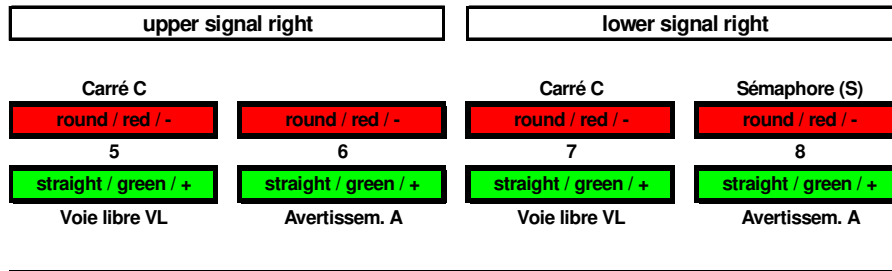 upper signal right lower signal right
Carré C Carré C Sémaphore (S)
round / red / - round / red / - round / red / - round / red / -
5 6 7 8
straight / green / + straight / green / + straight / green / + straight / green / +
Voie libre VL Avertissem. A Voie libre VL Avertissem. A